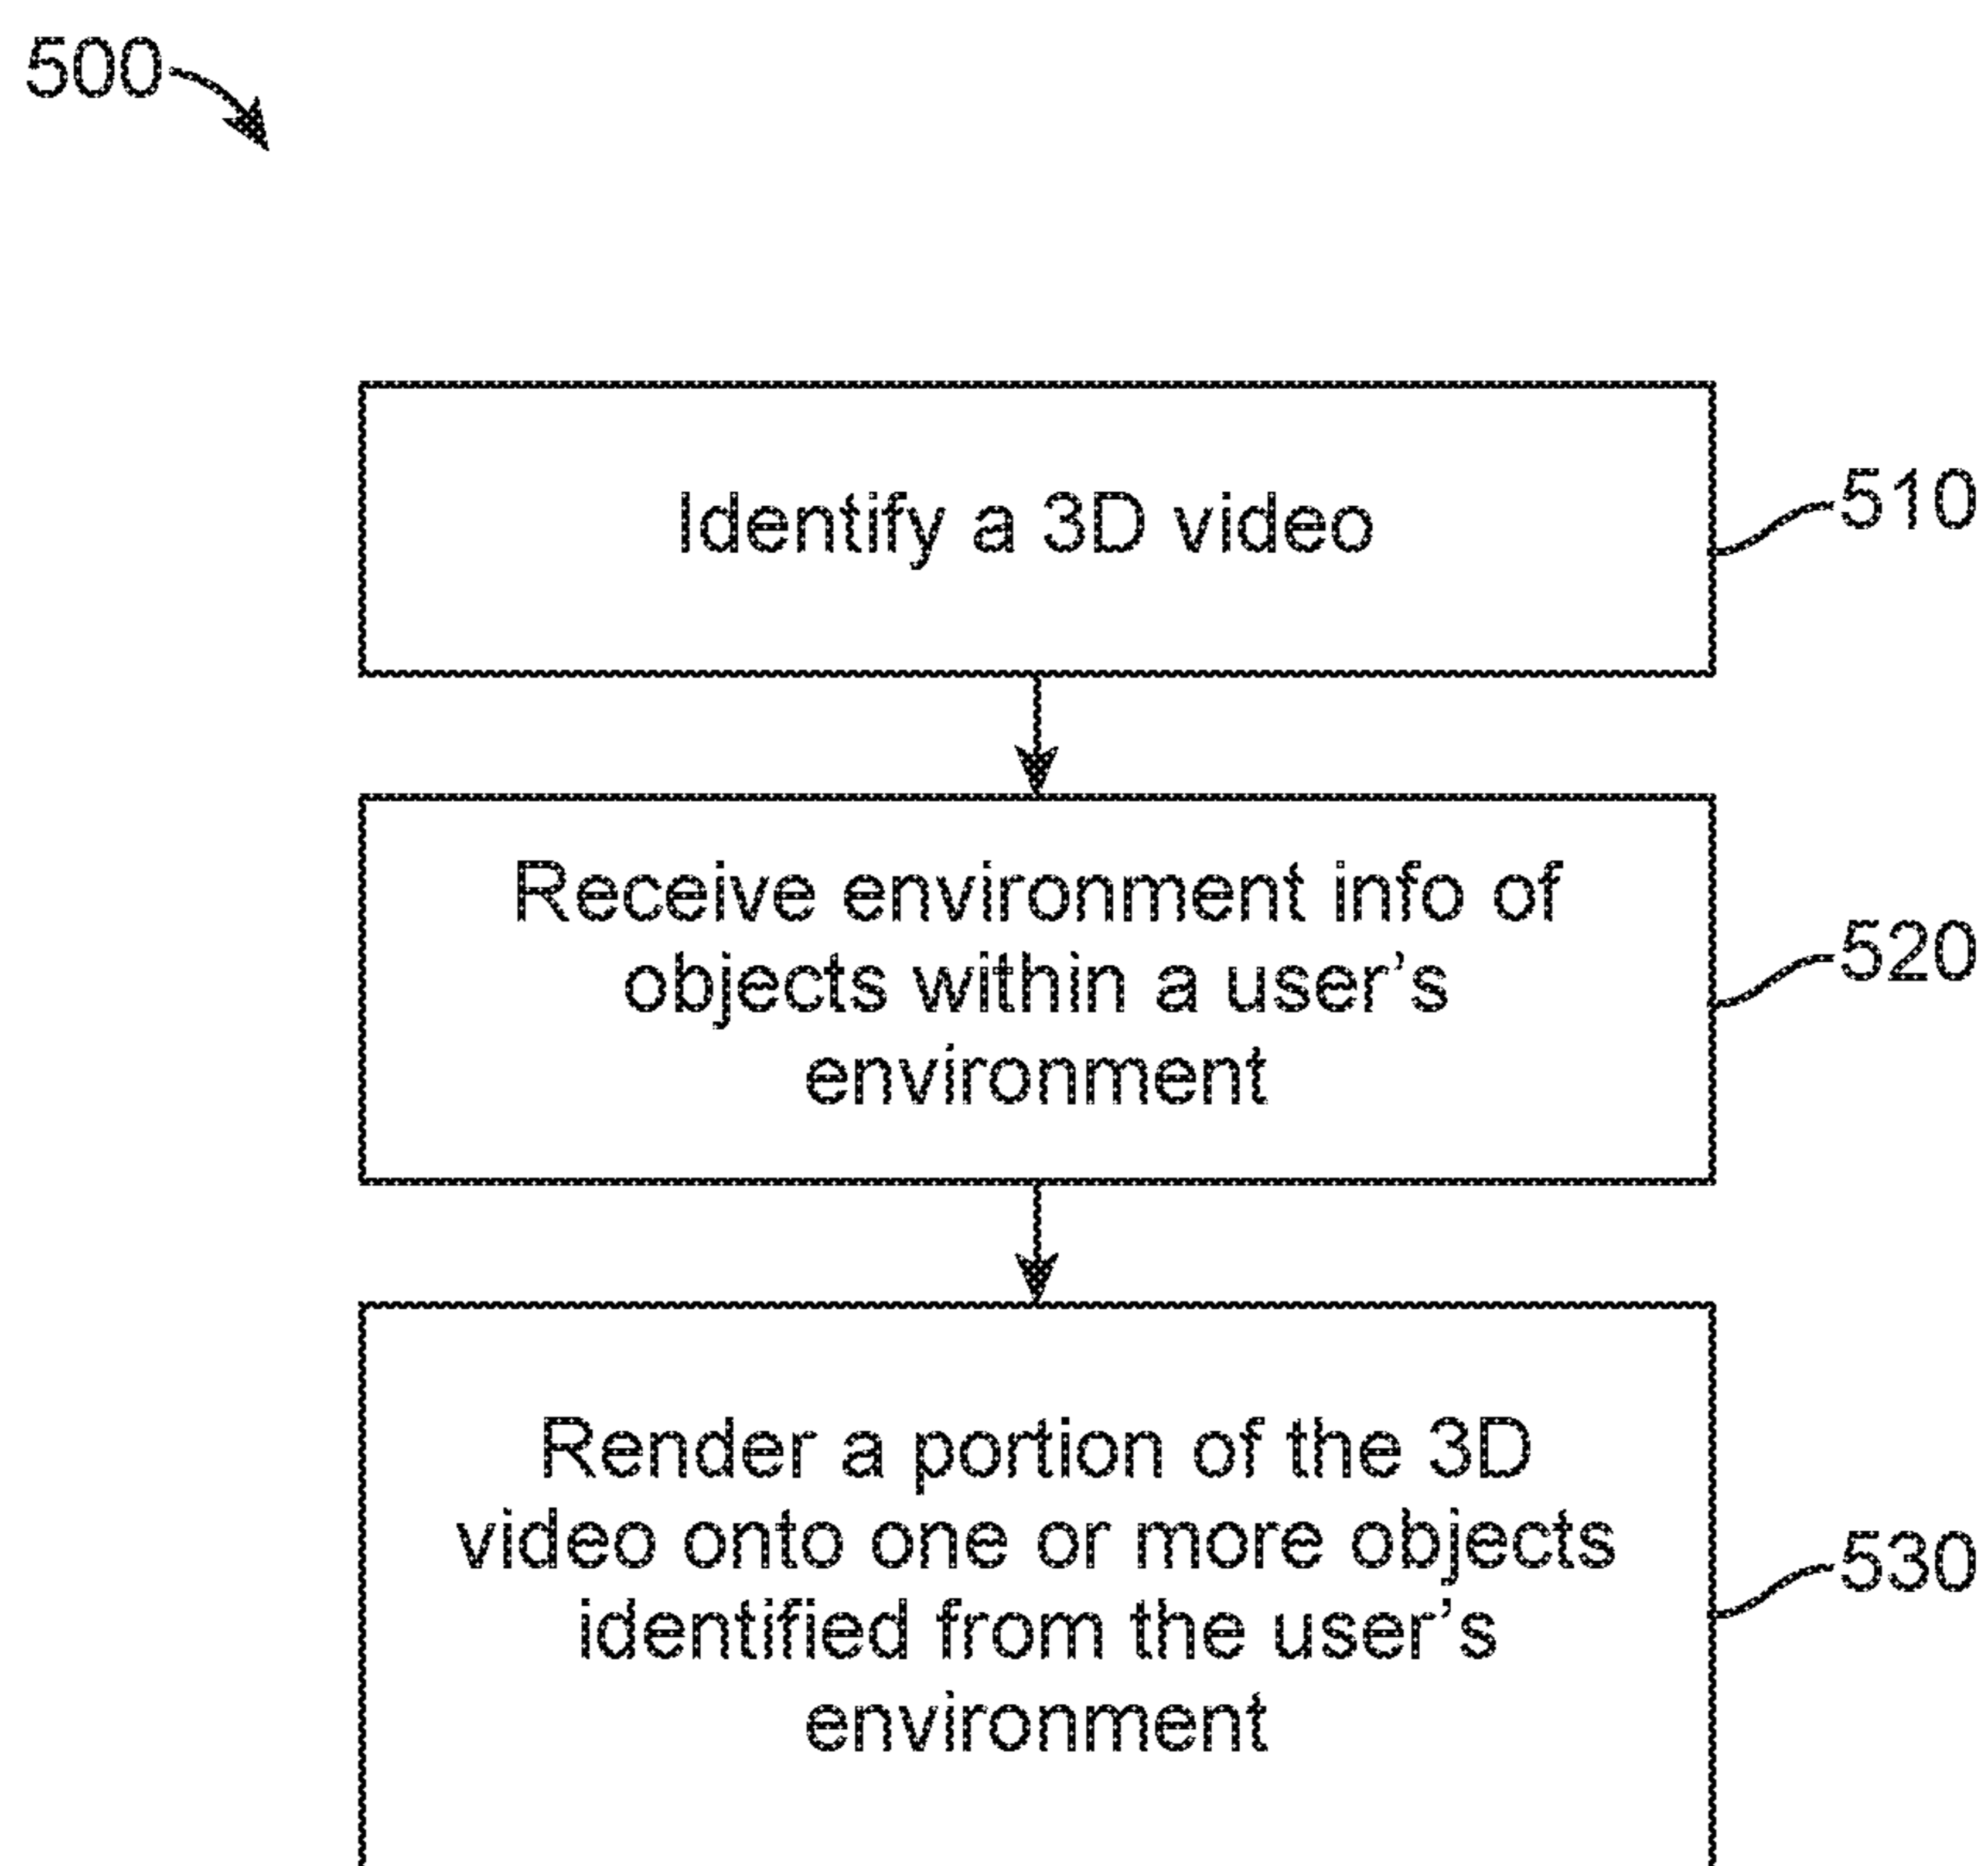 500
Identify a 3D video
510
Receive environment info of
objects within a user's
environment
520
Render a portion of the 3D
video onto one or more objects
identified from the user's
environment
530